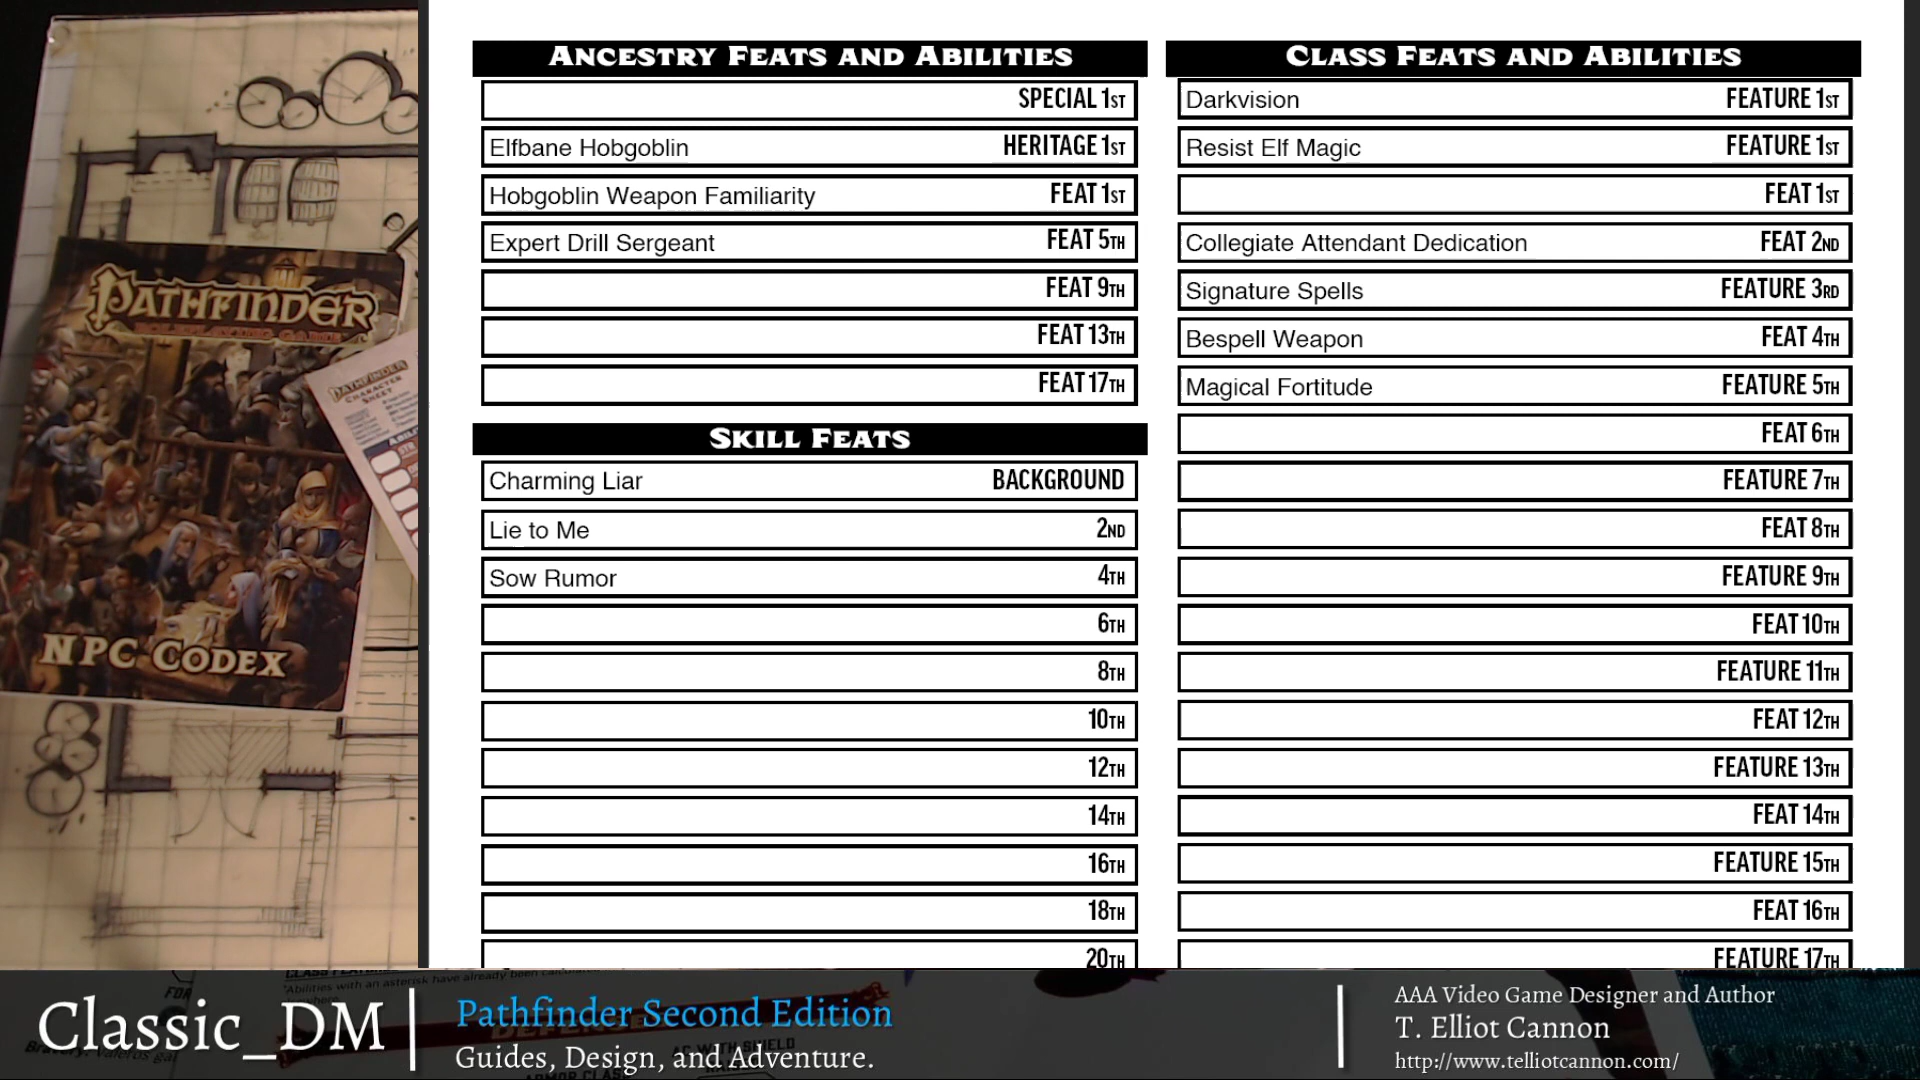 PATHFINDER
ROLEPLAYING GAME
NPC CODEX
PATHFINDER
CHARACTER
SHEET
ANCESTRY FEATS AND ABILITIES
SPECIAL 1ST
Elfbane Hobgoblin HERITAGE 1ST
Hobgoblin Weapon Familiarity FEAT 1ST
Expert Drill Sergeant FEAT 5TH
FEAT 9TH
FEAT 13TH
FEAT 17TH
SKILL FEATS
Charming Liar BACKGROUND
Lie to Me 2ND
Sow Rumor 4TH
6TH
8TH
10TH
12TH
14TH
16TH
18TH
20TH
CLASS FEATS AND ABILITIES
Darkvision FEATURE 1ST
Resist Elf Magic FEATURE 1ST
FEAT 1ST
Collegiate Attendant Dedication FEAT 2ND
Signature Spells FEATURE 3RD
Bespell Weapon FEAT 4TH
Magical Fortitude FEATURE 5TH
FEAT 6TH
FEATURE 7TH
FEAT 8TH
FEATURE 9TH
FEAT 10TH
FEATURE 11TH
FEAT 12TH
FEATURE 13TH
FEAT 14TH
FEATURE 15TH
FEAT 16TH
FEATURE 17TH
Classic_DM
Pathfinder Second Edition
Guides, Design, and Adventure.
AAA Video Game Designer and Author
T. Elliot Cannon
http://www.telliotcannon.com/